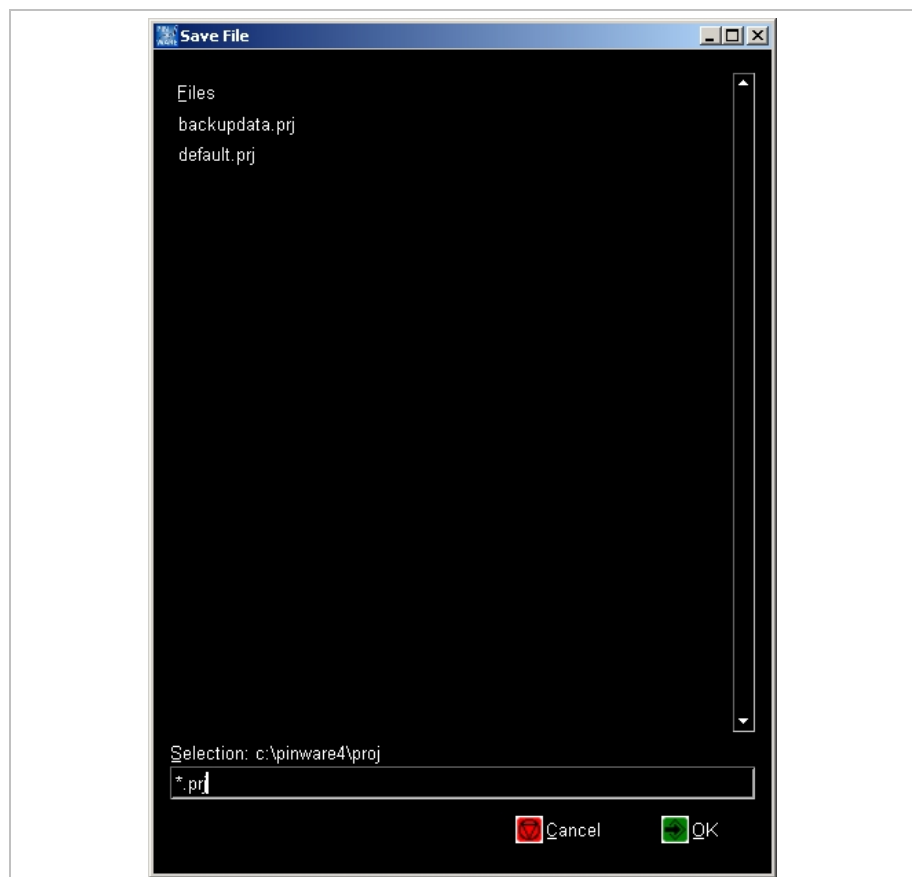 Save File
Files
backupdata.prj
default.prj
Selection: c:\pinware4\proj
*.prj
Cancel OK